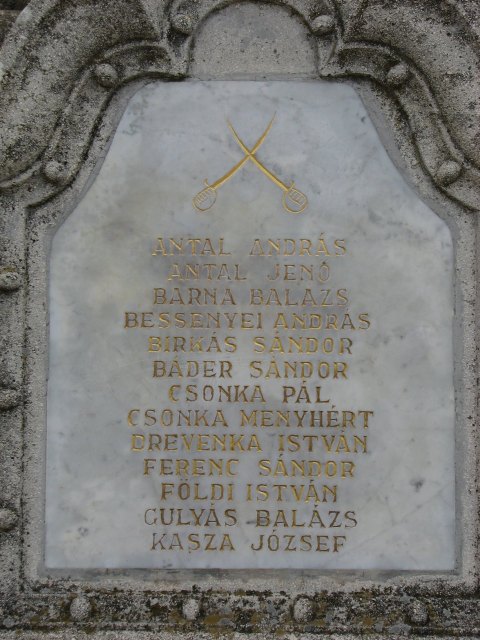 ANTAL ANDRÁS
ANTAL JENŐ
BARNA BALÁZS
BESSENYEI ANDRÁS
BIRKÁS SÁNDOR
BÁDER SÁNDOR
CSONKA PÁL
CSONKA MENYHÉRT
DREVENKA ISTVÁN
FERENC SÁNDOR
FÖLDI ISTVÁN
GULYÁS BALÁZS
KASZA JÓZSEF